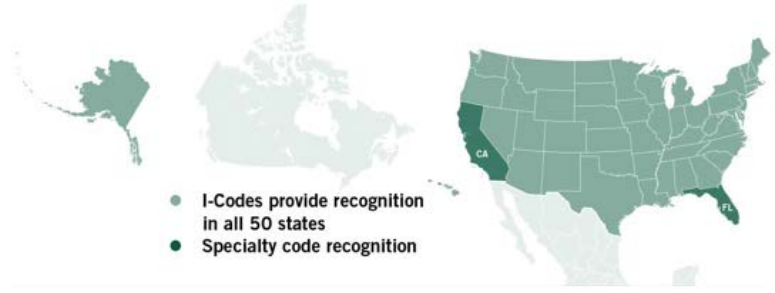 CA
FL
I-Codes provide recognition
in all 50 states
Specialty code recognition